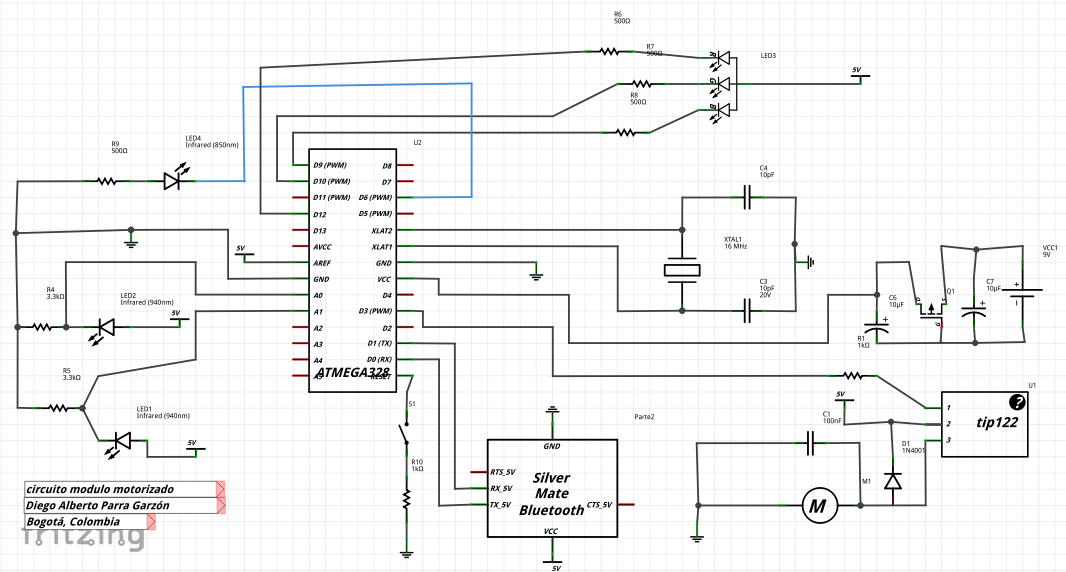 R6
500Ω
R7
500Ω
LED3
R
G
B
5V
R8
500Ω
LED4
Infrared (850nm)
R9
500Ω
U2
D9 (PWM)
D10 (PWM)
D11 (PWM)
D12
D13
AVCC
AREF
GND
A0
A1
A2
A3
A4
A5
D8
D7
D6 (PWM)
D5 (PWM)
XLAT2
XLAT1
GND
VCC
D4
D3 (PWM)
D2
D1 (TX)
D0 (RX)
RESET
ATMEGA328
5V
R4
3.3kΩ
LED2
Infrared (940nm)
5V
R5
3.3kΩ
LED1
Infrared (940nm)
5V
C4
10pF
XTAL1
16 MHz
C3
10pF
20V
VCC1
9V
C7
10µF
Q1
C6
10µF
R1
1kΩ
S1
R10
1kΩ
Parte2
GND
RTS_5V
RX_5V
TX_5V
CTS_5V
VCC
Silver
Mate
Bluetooth
5V
5V
C1
100nF
D1
1N4001
M1
M
U1
1
2
3
tip122
?
circuito modulo motorizado
Diego Alberto Parra Garzón
Bogotá, Colombia
fritzing